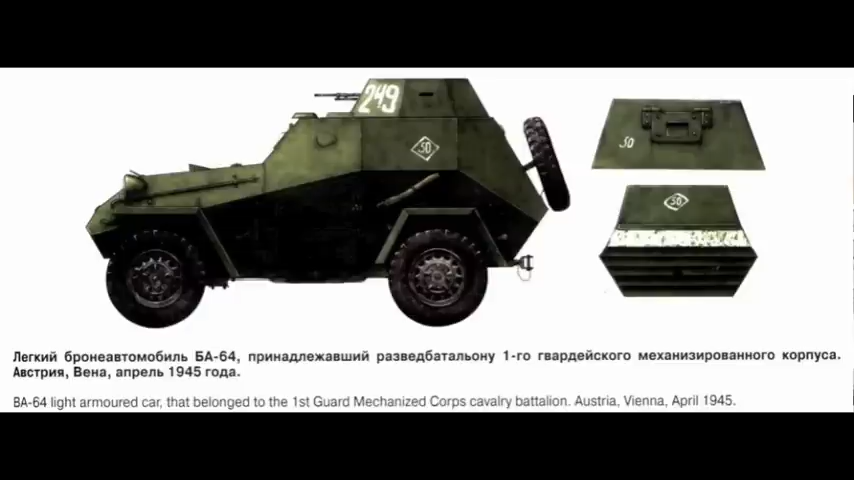 249
50
50
50
Легкий бронеавтомобиль БА-64, принадлежавший разведбатальону 1-го гвардейского механизированного корпуса.
Австрия, Вена, апрель 1945 года.
BA-64 light armoured car, that belonged to the 1st Guard Mechanized Corps cavalry battalion. Austria, Vienna, April 1945.